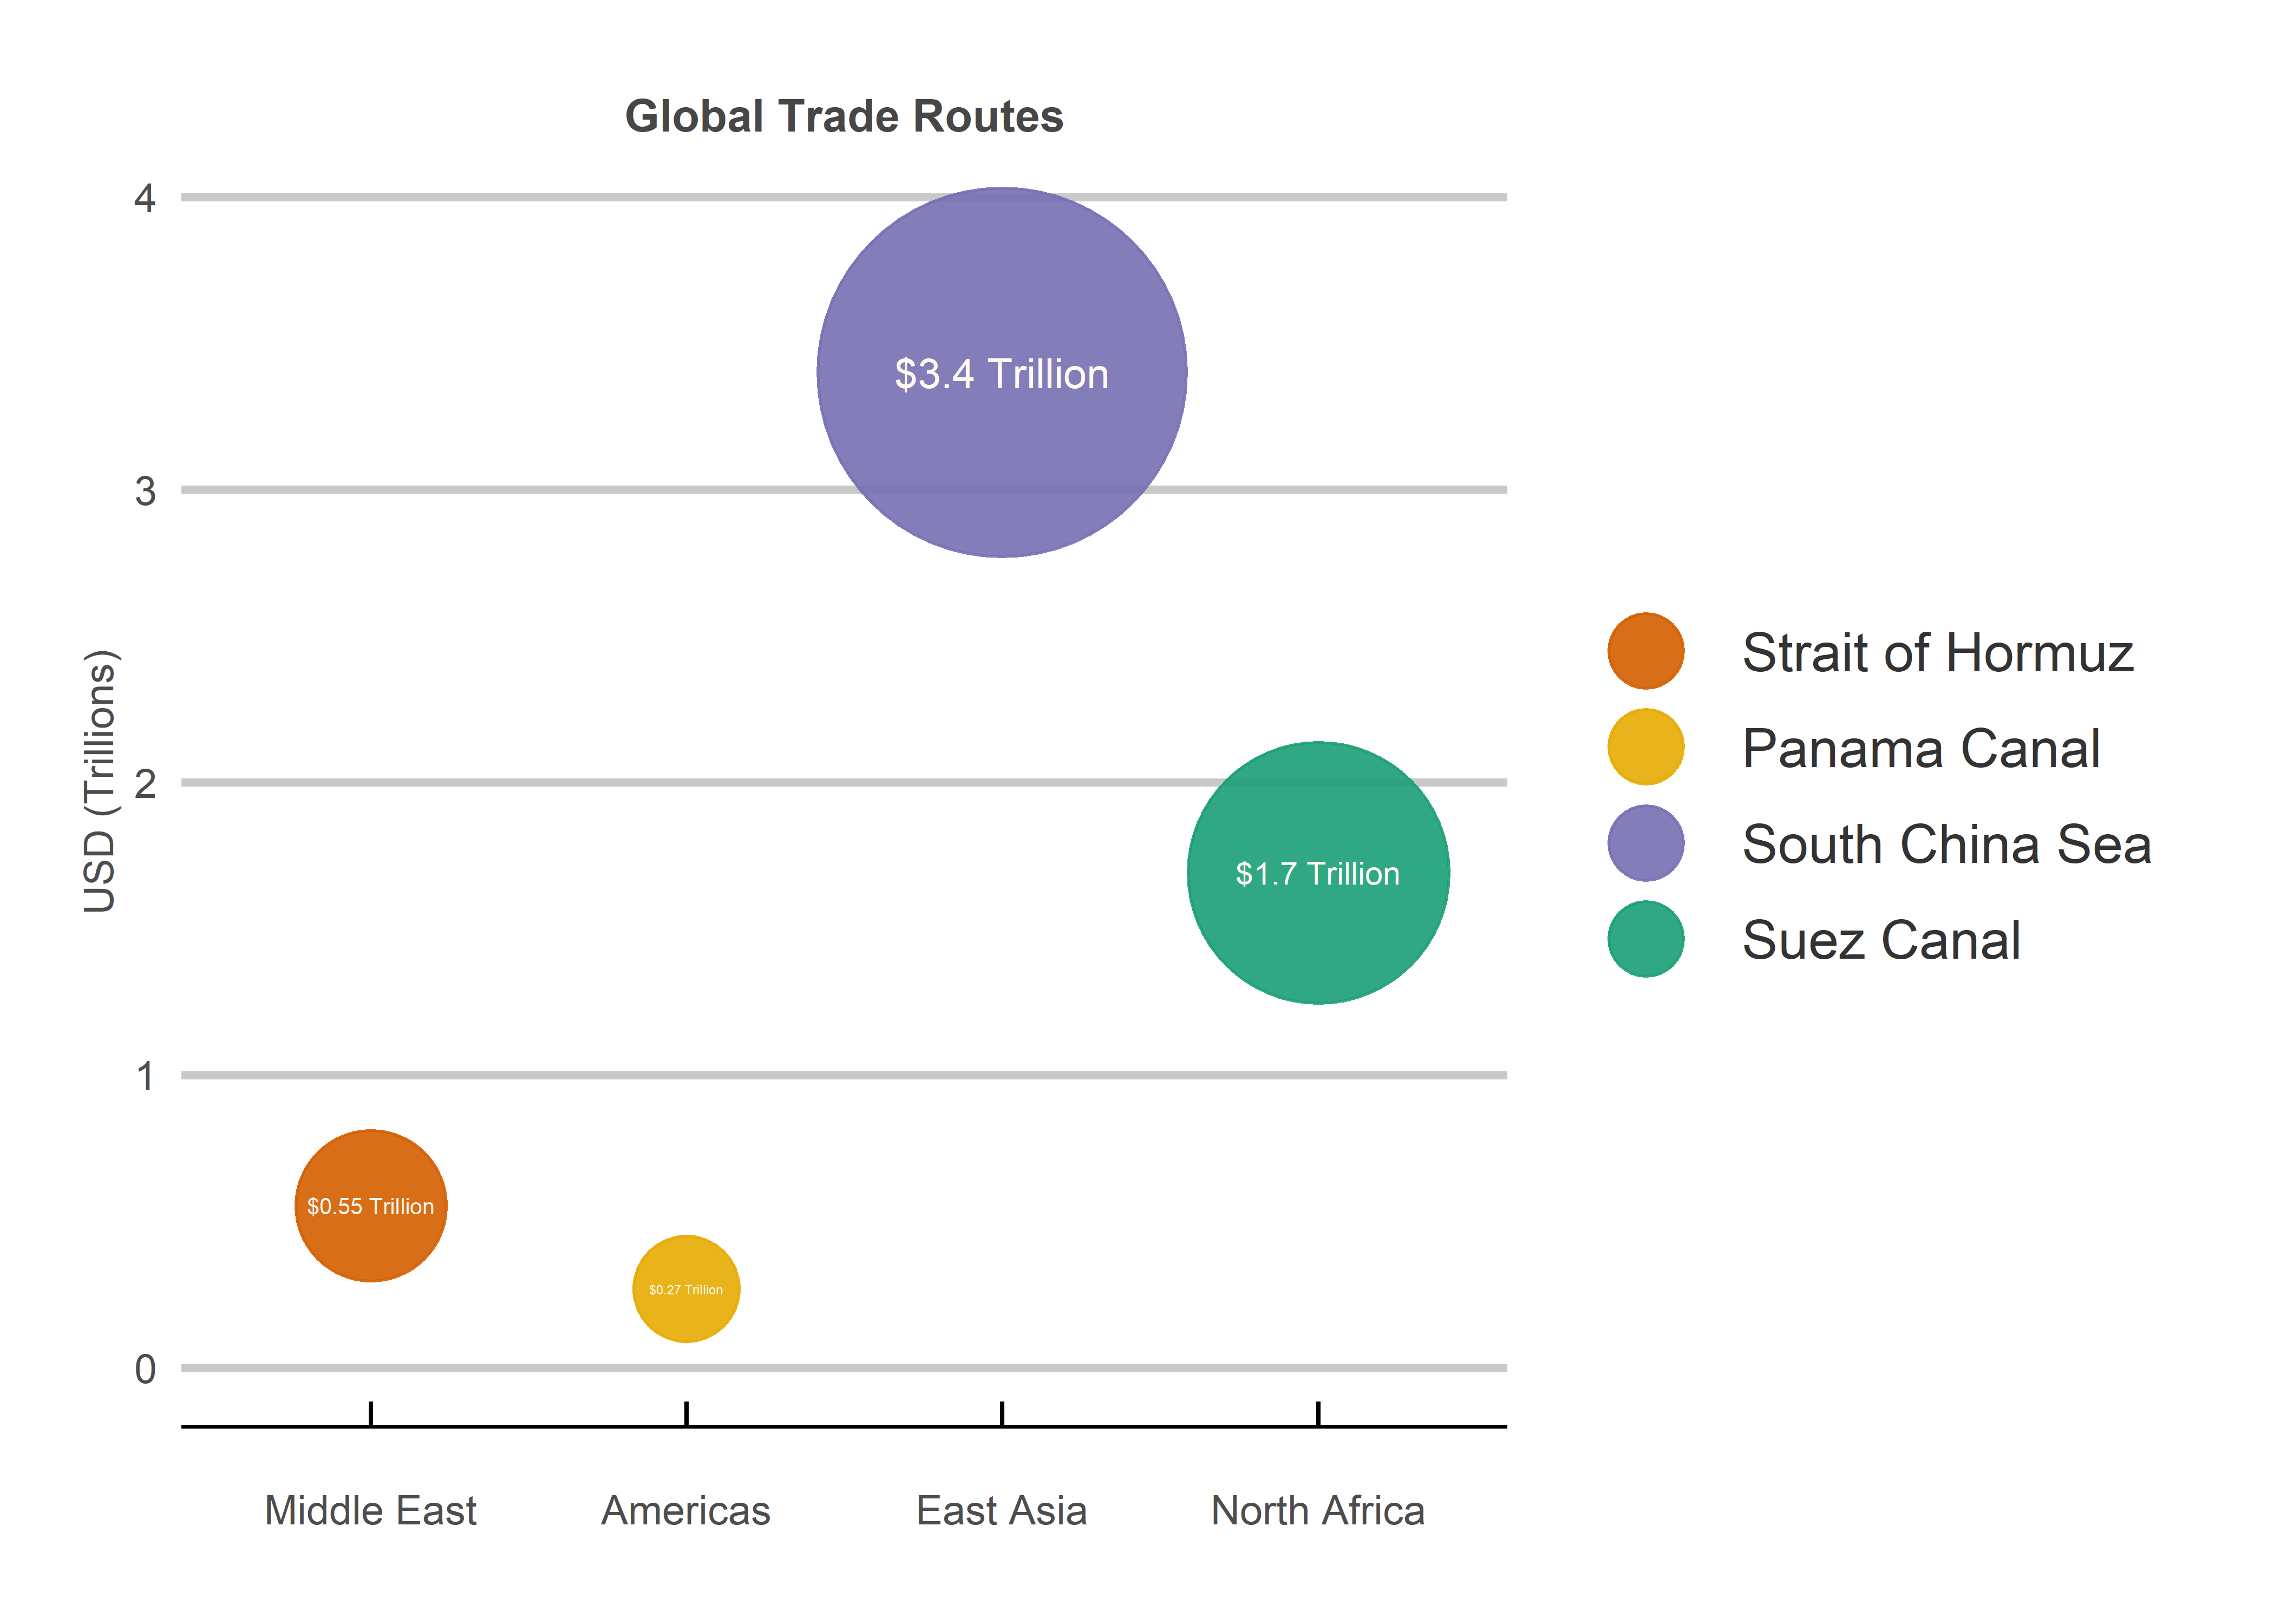 Global Trade Routes
4
3
2
1
0
USD (Trillions)
$3.4 Trillion
$1.7 Trillion
$0.55 Trillion
$0.27 Trillion
Middle East
Americas
East Asia
North Africa
Strait of Hormuz
Panama Canal
South China Sea
Suez Canal